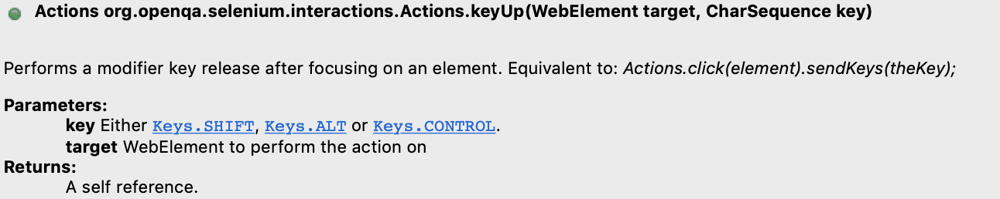 Actions org.openqa.selenium.interactions.Actions.keyUp(WebElement target, CharSequence key)
Performs a modifier key release after focusing on an element. Equivalent to: Actions.click(element).sendKeys(theKey);
Parameters:
key Either Keys.SHIFT, Keys.ALT or Keys.CONTROL.
target WebElement to perform the action on
Returns:
A self reference.